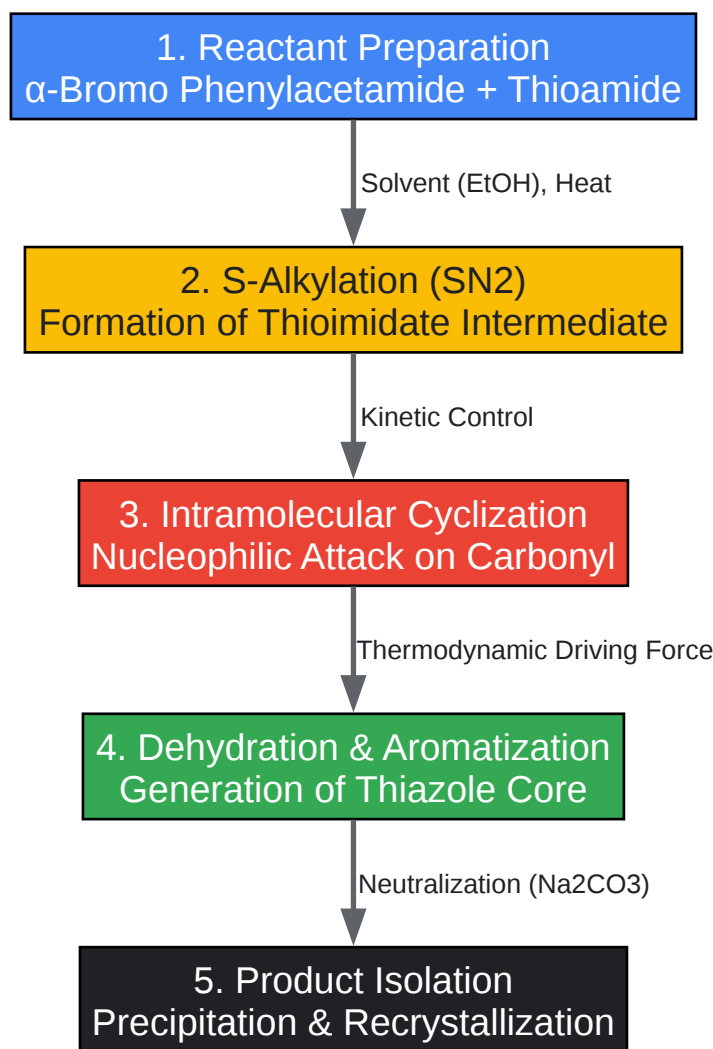 1. Reactant Preparation
α-Bromo Phenylacetamide + Thioamide
Solvent (EtOH), Heat
2. S-Alkylation (SN2)
Formation of Thioimidate Intermediate
Kinetic Control
3. Intramolecular Cyclization
Nucleophilic Attack on Carbonyl
Thermodynamic Driving Force
4. Dehydration & Aromatization
Generation of Thiazole Core
Neutralization (Na2CO3)
5. Product Isolation
Precipitation & Recrystallization